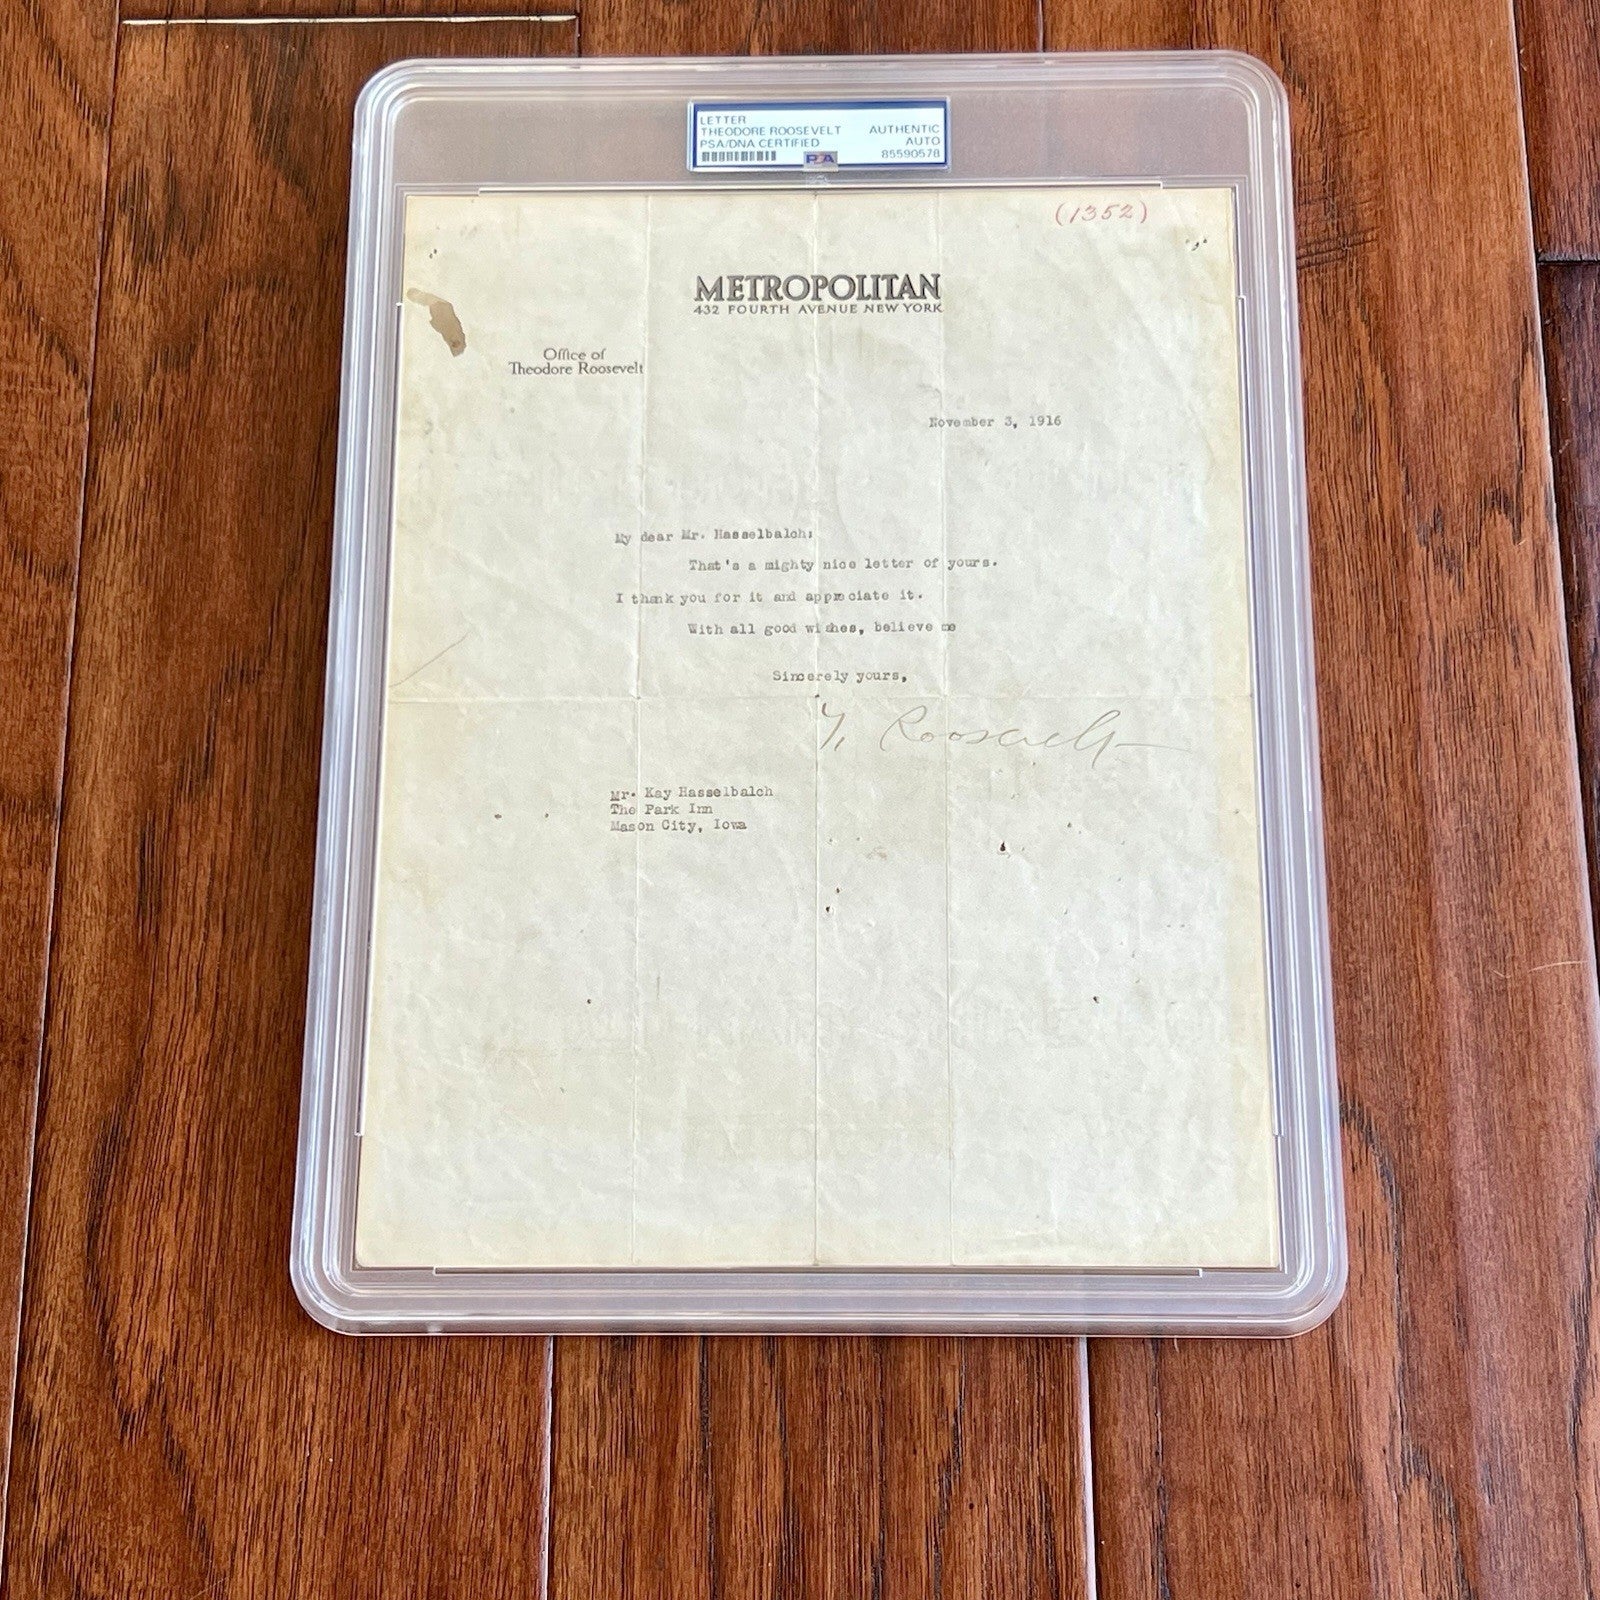 LETTER
THEODORE ROOSEVELT AUTHENTIC
PSA/DNA CERTIFIED AUTO
PSA 85590578
(1352)
METROPOLITAN
432 FOURTH AVENUE NEW YORK
Office of
Theodore Roosevelt
November 3, 1916
My dear Mr. Hasselbalch:
That's a mighty nice letter of yours.
I thank you for it and appreciate it.
With all good wishes, believe me
Sincerely yours,
T. Roosevelt
Mr. Kay Hasselbalch
The Park Inn
Mason City, Iowa